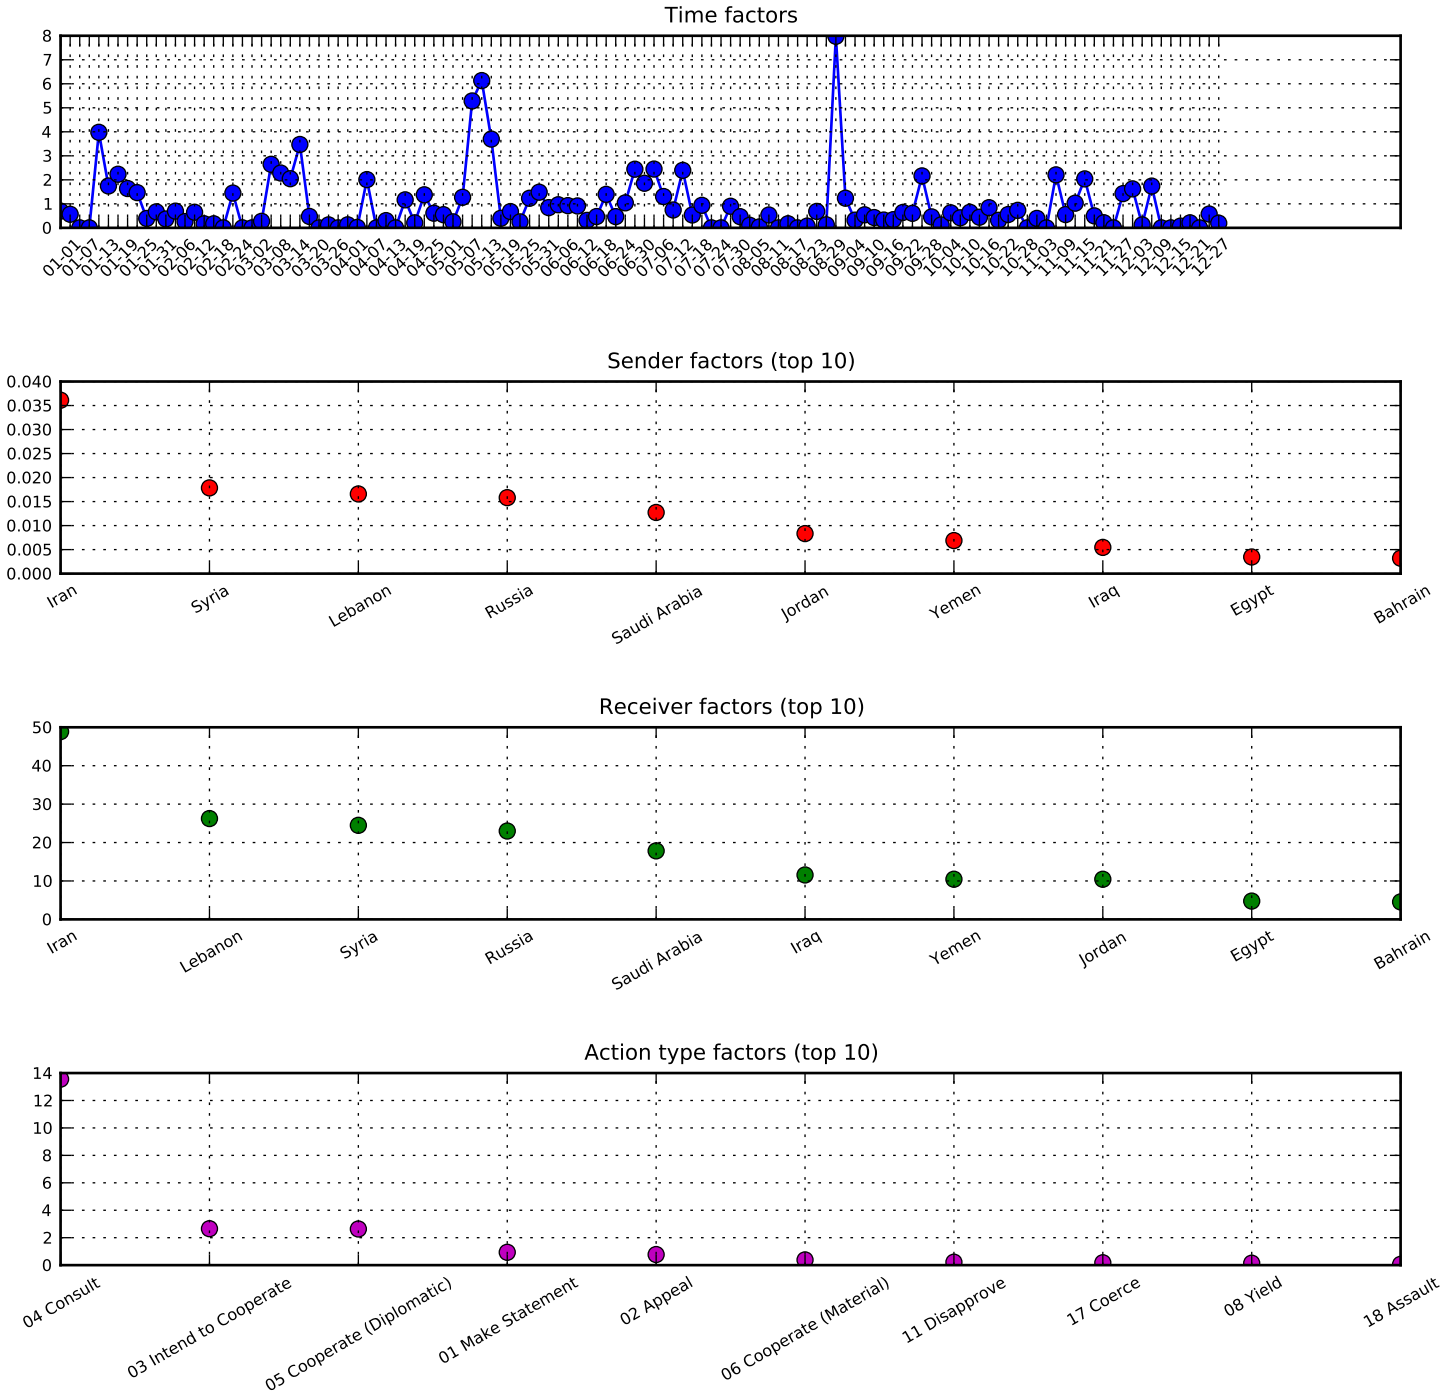 Time factors
8
7
6
5
4
3
2
1
0
01-01
01-07
01-13
01-19
01-25
01-31
02-06
02-12
02-18
02-24
03-02
03-08
03-14
03-20
03-26
04-01
04-07
04-13
04-19
04-25
05-01
05-07
05-13
05-19
05-25
05-31
06-06
06-12
06-18
06-24
06-30
07-06
07-12
07-18
07-24
07-30
08-05
08-11
08-17
08-23
08-29
09-04
09-10
09-16
09-22
09-28
10-04
10-10
10-16
10-22
10-28
11-03
11-09
11-15
11-21
11-27
12-03
12-09
12-15
12-21
12-27
Sender factors (top 10)
0.040
0.035
0.030
0.025
0.020
0.015
0.010
0.005
0.000
Iran
Syria
Lebanon
Russia
Saudi Arabia
Jordan
Yemen
Iraq
Egypt
Bahrain
Receiver factors (top 10)
50
40
30
20
10
0
Iran
Lebanon
Syria
Russia
Saudi Arabia
Iraq
Yemen
Jordan
Egypt
Bahrain
Action type factors (top 10)
14
12
10
8
6
4
2
0
04 Consult
03 Intend to Cooperate
05 Cooperate (Diplomatic)
01 Make Statement
02 Appeal
06 Cooperate (Material)
11 Disapprove
17 Coerce
08 Yield
18 Assault